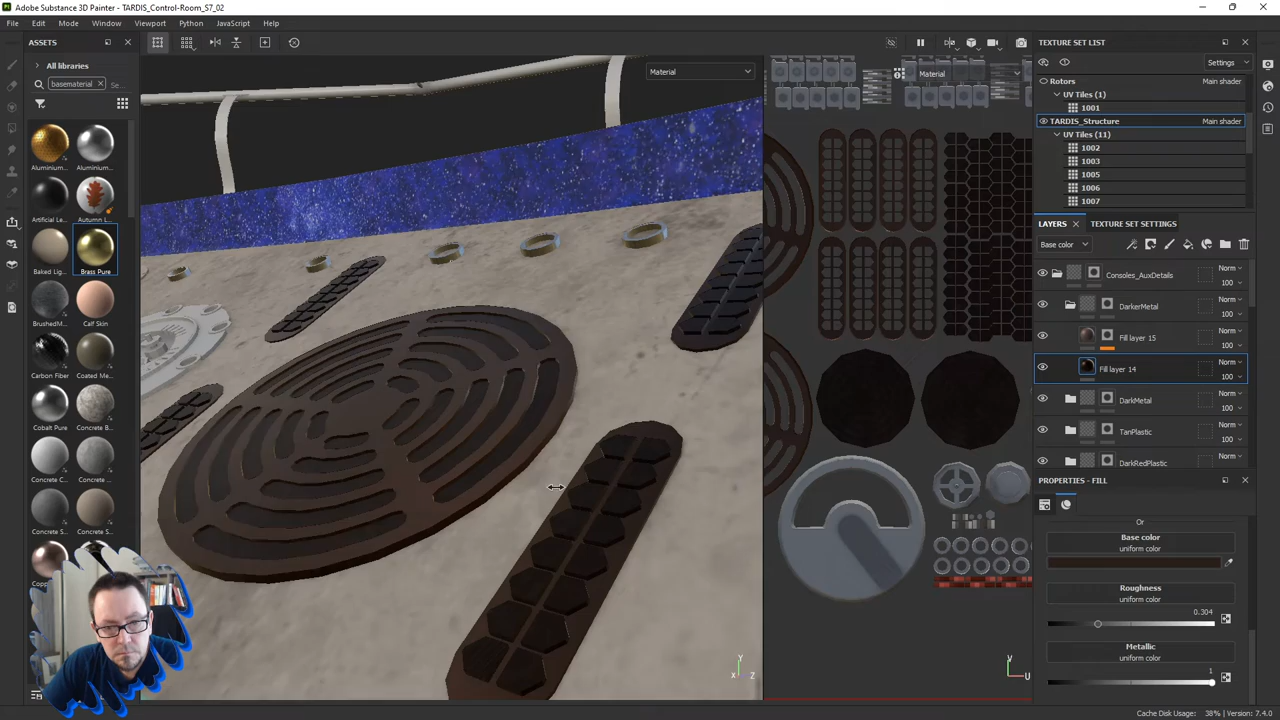 Adobe Substance 3D Painter - TARDIS_Control-Room_S7_02
File Edit Mode Window Viewport Python JavaScript Help
ASSETS
All libraries
basematerial
Se...
Aluminium...
Aluminium...
Artificial Le...
Autumn L...
Baked Lig...
Brass Pure
BrushedM...
Calf Skin
Carbon Fiber
Coated Me...
Cobalt Pure
Concrete B...
Concrete C...
Concrete D...
Concrete S...
Concrete S...
Material
Material
Y
X Z
V
U
TEXTURE SET LIST
Settings
Rotors Main shader
UV Tiles (1)
1001
TARDIS_Structure Main shader
UV Tiles (11)
1002
1003
1005
1006
1007
LAYERS TEXTURE SET SETTINGS
Base color
Consoles_AuxDetails Norm 100
DarkerMetal Norm 100
Fill layer 15 Norm 100
Fill layer 14 Norm 100
DarkMetal Norm 100
TanPlastic Norm 100
DarkRedPlastic Norm
PROPERTIES - FILL
Or
Base color
uniform color
Roughness
uniform color
0.304
Metallic
uniform color
1
Cache Disk Usage: 38% | Version: 7.4.0